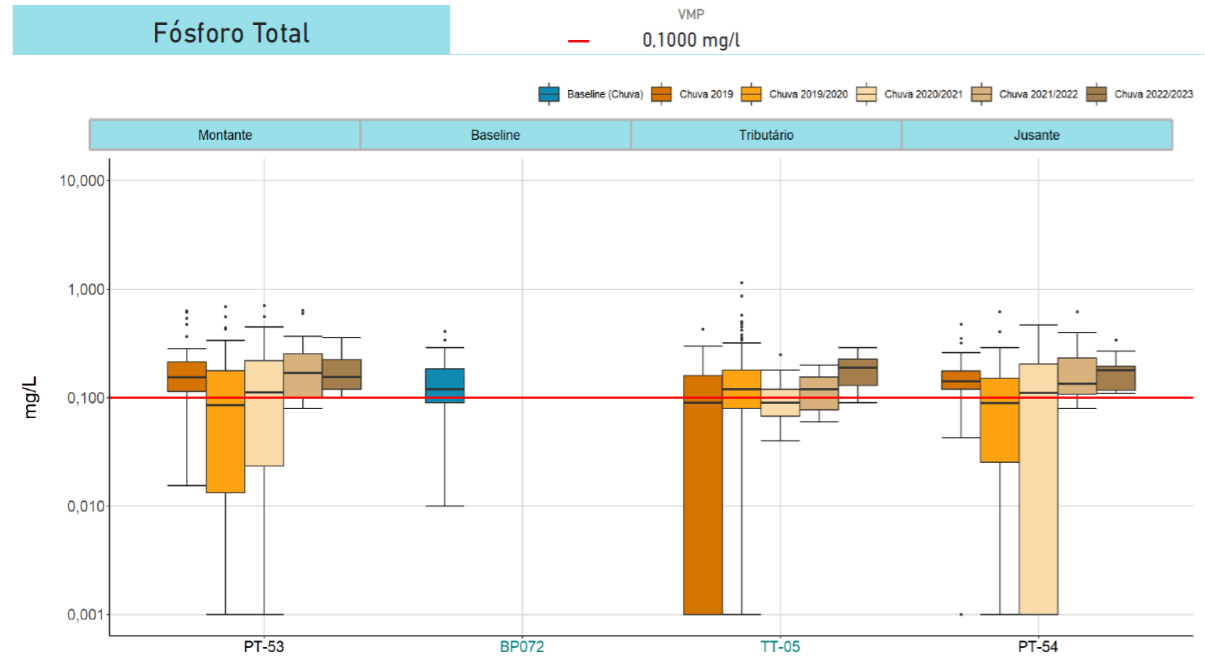 VMP
Fósforo Total
0,1000 mg/l
Baseline (Chuva) Chuva 2019 Chuva 2019/2020 Chuva 2020/2021 Chuva 2021/2022 Chuva 2022/2023
Montante Baseline Tributário Jusante
10,000
1,000
0,100
0,010
0,001
mg/L
PT-53 BP072 TT-05 PT-54